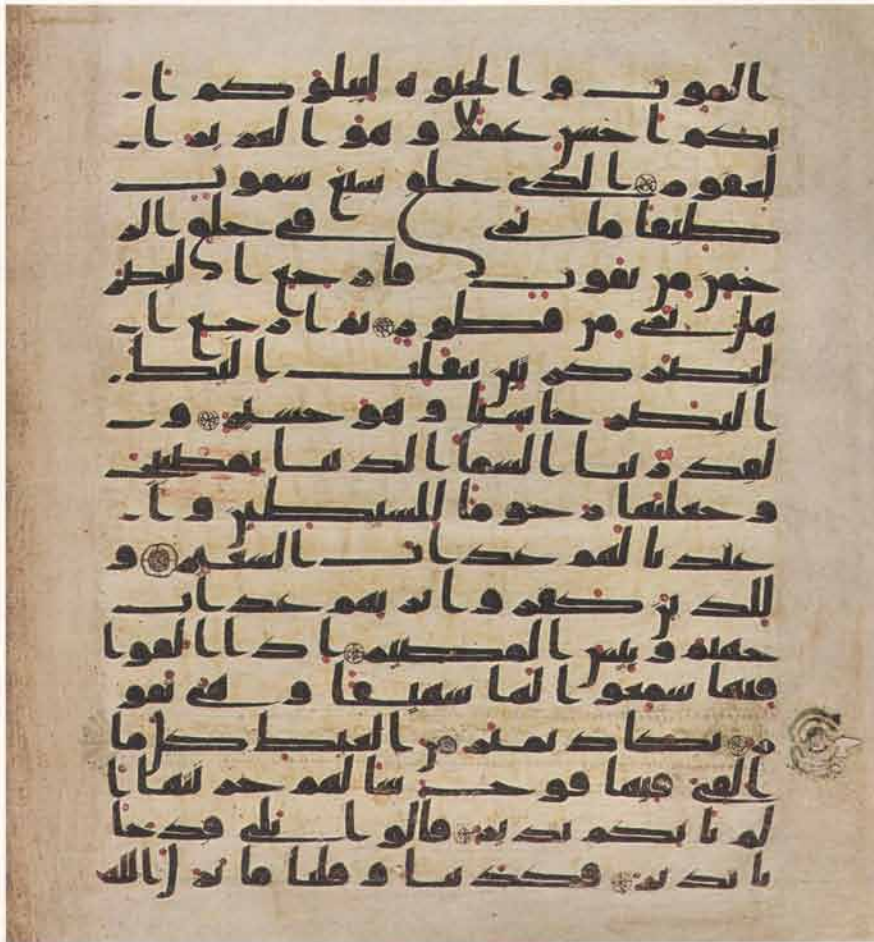 الموت والحيوة ليبلوكم ا
يكم احسن عملا وهو العزيز ا
لغفور الذي خلق سبع سموت
طبقا ما ترى في خلق الر
حمن من تفوت فارجع البصر
هل ترى من فطور ثم ارجع ا
لبصر كرتين ينقلب اليك
البصر خاسئا وهو حسير و
لقد زينا السما الدنيا بمصبيح
وجعلنها رجوما للشيطين وا
عتدنا لهم عذاب السعير و
للذين كفروا بربهم عذاب
جهنم وبئس المصير اذا القوا
فيها سمعوا لها شهيقا وهي تفو
ر تكاد تميز من الغيظ كلما
القي فيها فوج سالهم خزنتها ا
لم ياتكم نذير قالوا بلى قد جا
نا نذير فكذبنا وقلنا ما نزل الله